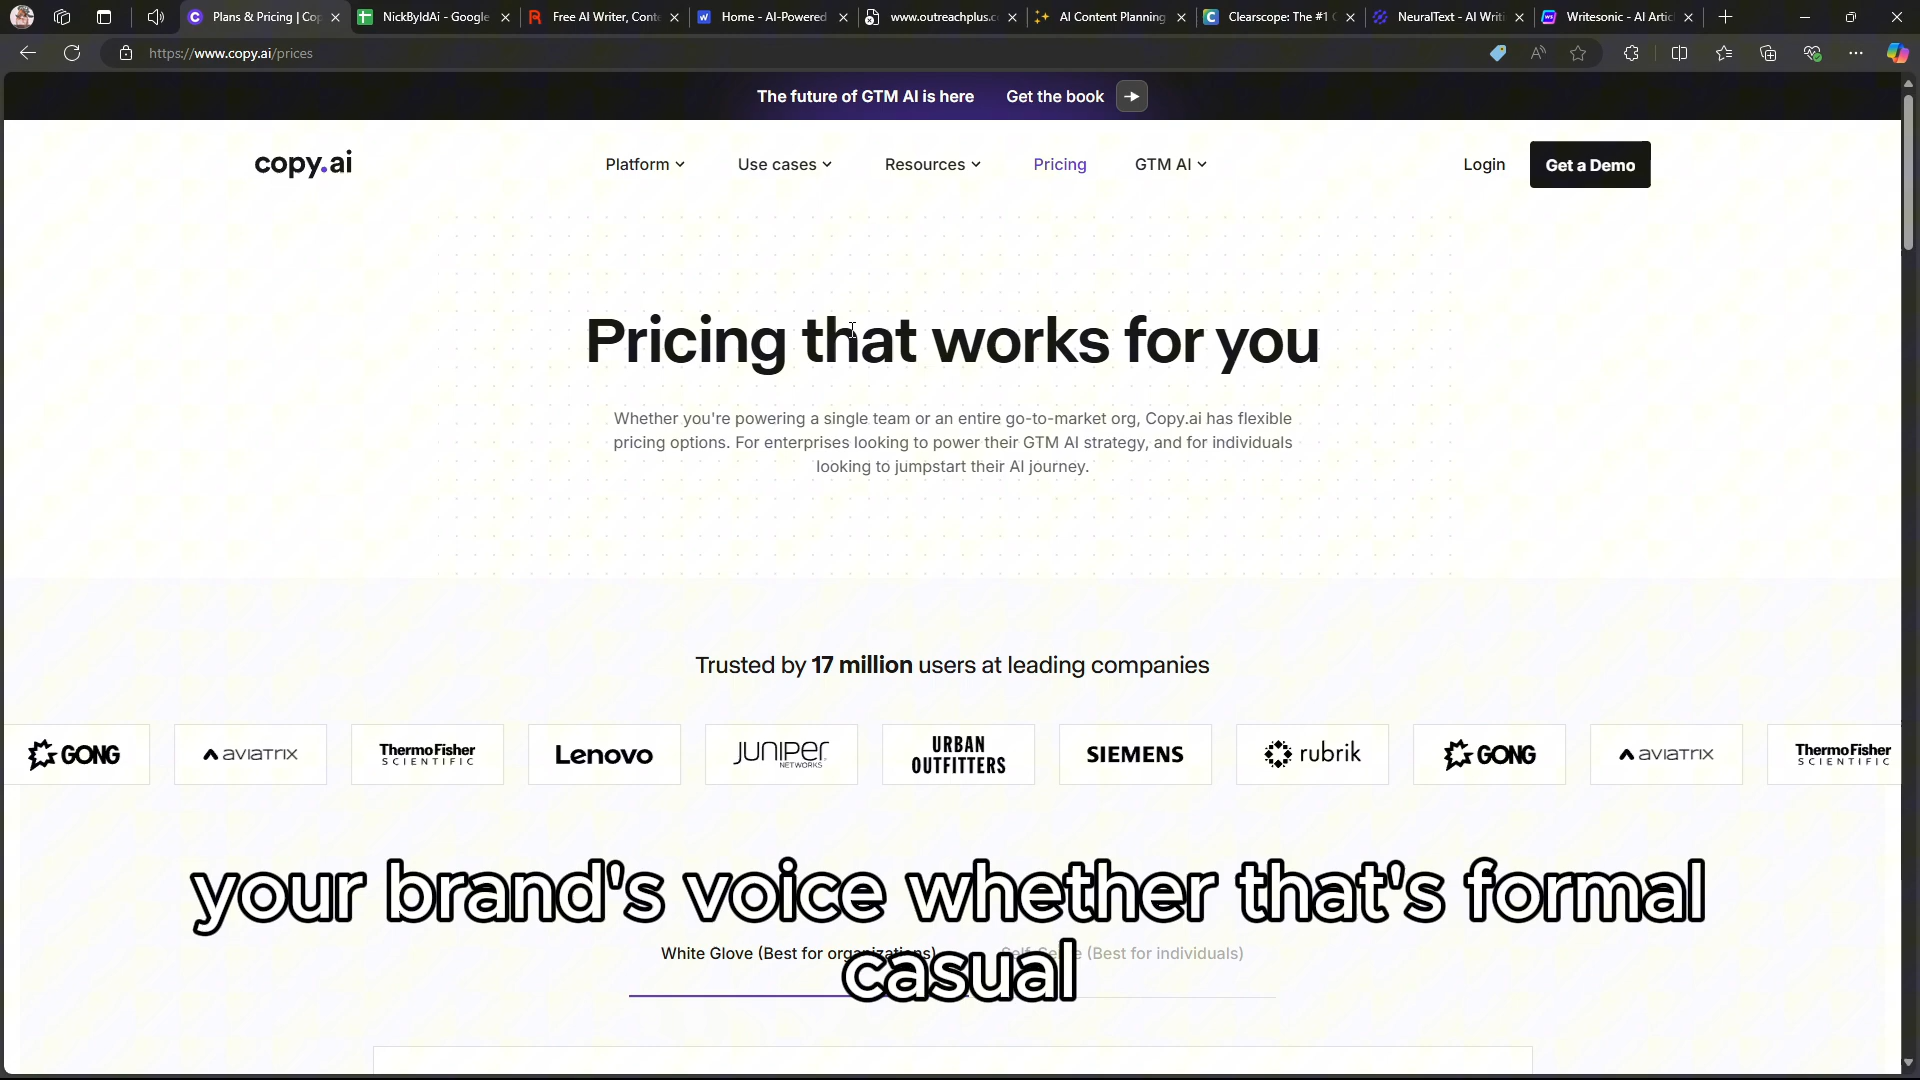 Plans & Pricing | Co
NickByIdAi - Google
Free AI Writer, Conte
Home - AI-Powered
www.outreachplus.c
AI Content Planning
Clearscope: The #1
NeuralText - AI Writi
Writesonic - AI Artic
https://www.copy.ai/prices
The future of GTM AI is here Get the book
copy.ai
Platform
Use cases
Resources
Pricing
GTM AI
Login
Get a Demo
Pricing that works for you
Whether you're powering a single team or an entire go-to-market org, Copy.ai has flexible
pricing options. For enterprises looking to power their GTM AI strategy, and for individuals
looking to jumpstart their AI journey.
Trusted by 17 million users at leading companies
GONG
AVIATRIX
ThermoFisher
SCIENTIFIC
Lenovo
JUNIPER
NETWORKS
URBAN
OUTFITTERS
SIEMENS
rubrik
GONG
AVIATRIX
ThermoFisher
SCIENTIFIC
your brand's voice whether that's formal
casual
White Glove (Best for organizations)
(Best for individuals)